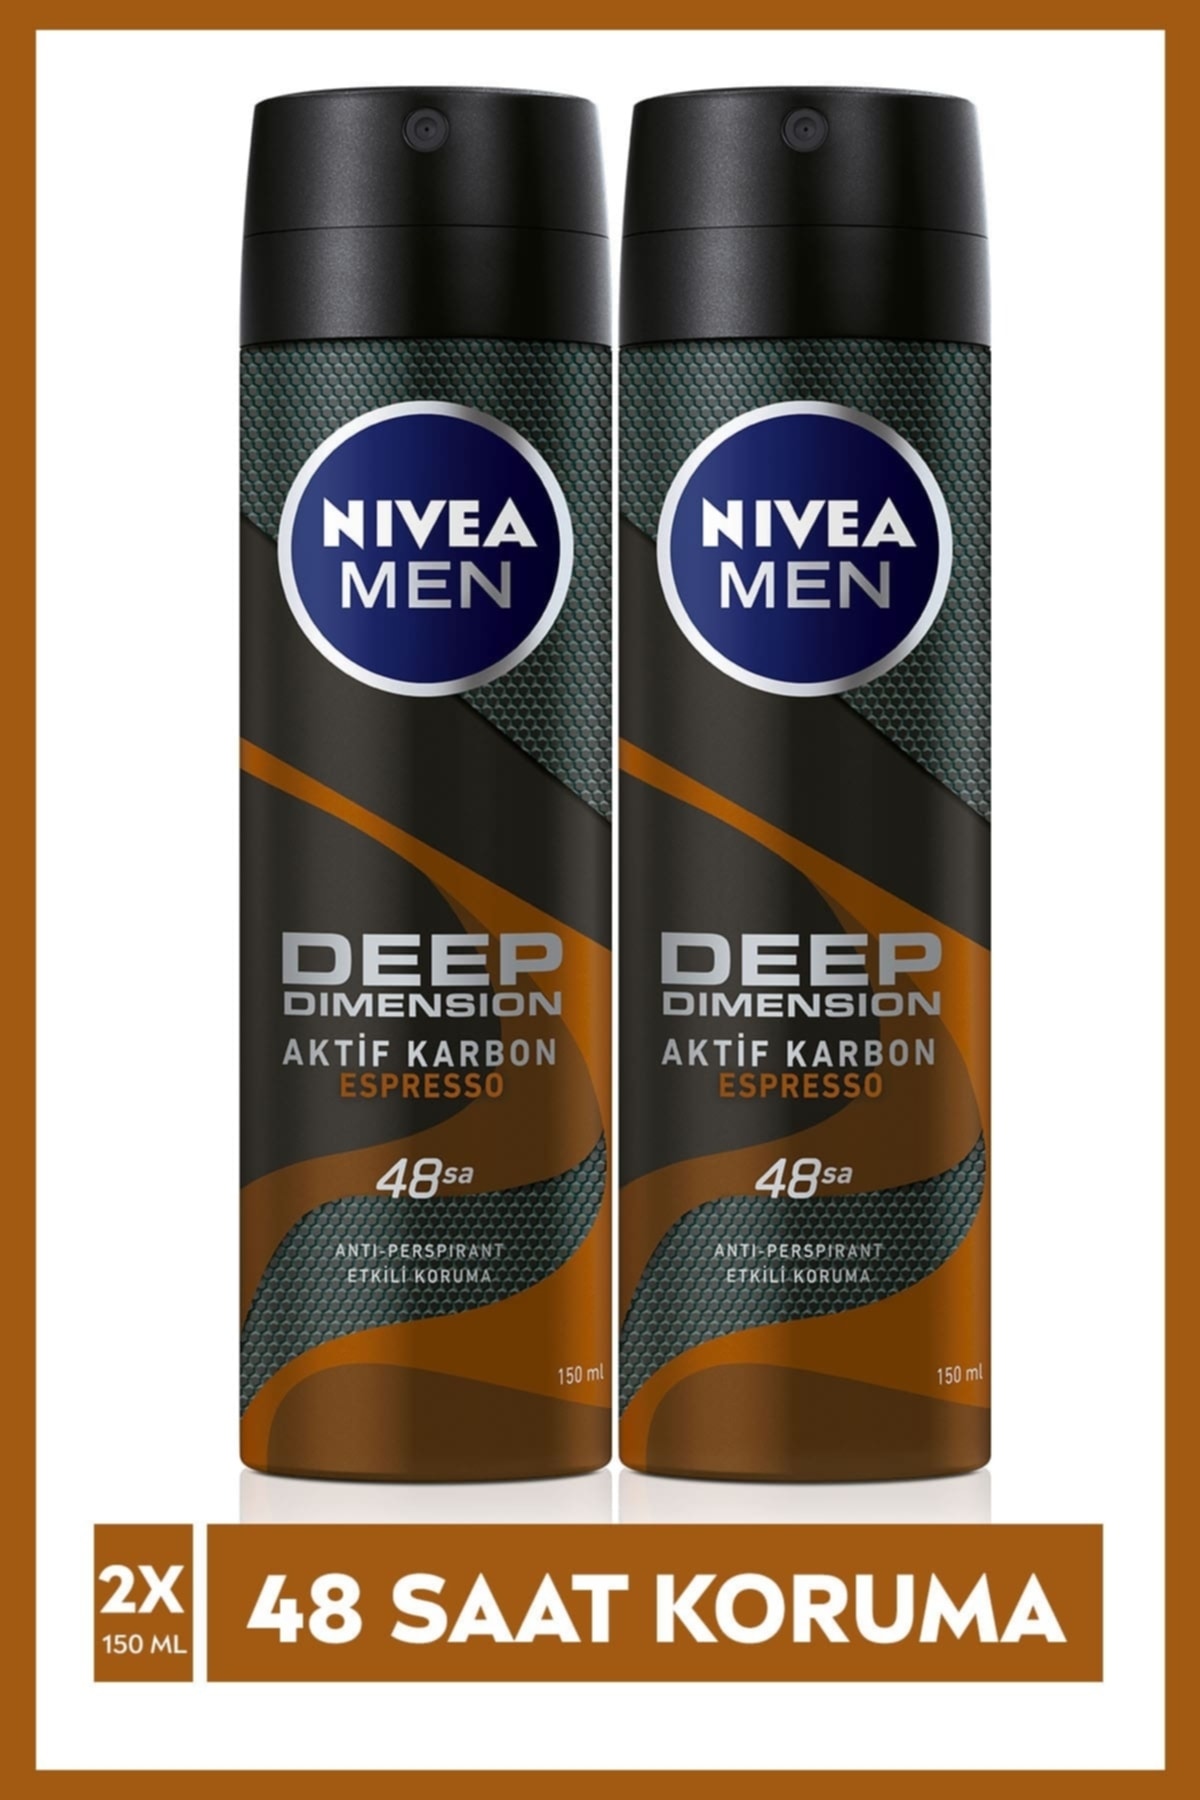 NIVEA
MEN
DEEP
DIMENSION
AKTİF KARBON
ESPRESSO
48sa
ANTI-PERSPIRANT
ETKİLİ KORUMA
150 ml
NIVEA
MEN
DEEP
DIMENSION
AKTİF KARBON
ESPRESSO
48sa
ANTI-PERSPIRANT
ETKİLİ KORUMA
150 ml
2X
150 ML
48 SAAT KORUMA